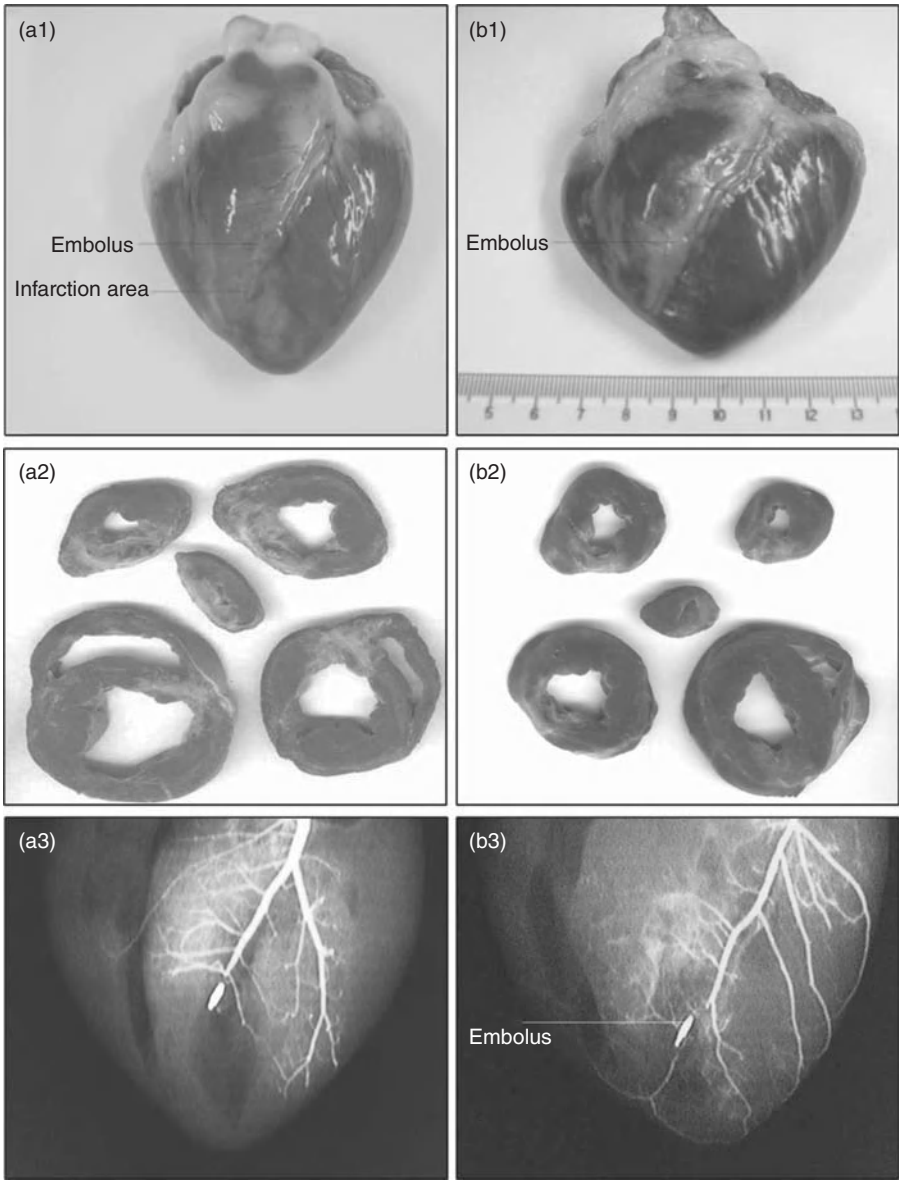 (a1)
Embolus
Infarction area
(b1)
Embolus
5 6 7 8 9 10 11 12 13
(a2)
(b2)
(a3)
(b3)
Embolus